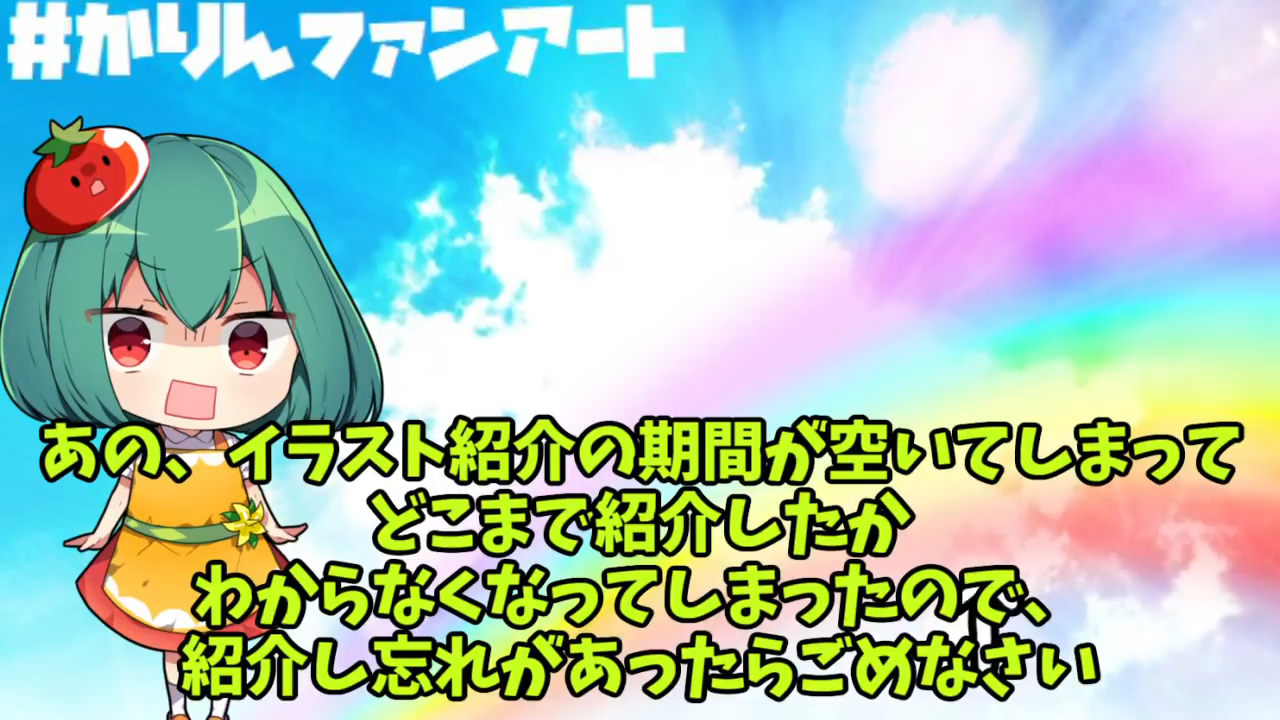 #かりんファンアート
あの、イラスト紹介の期間が空いてしまって
どこまで紹介したか
わからなくなってしまったので、
紹介し忘れがあったらごめなさい